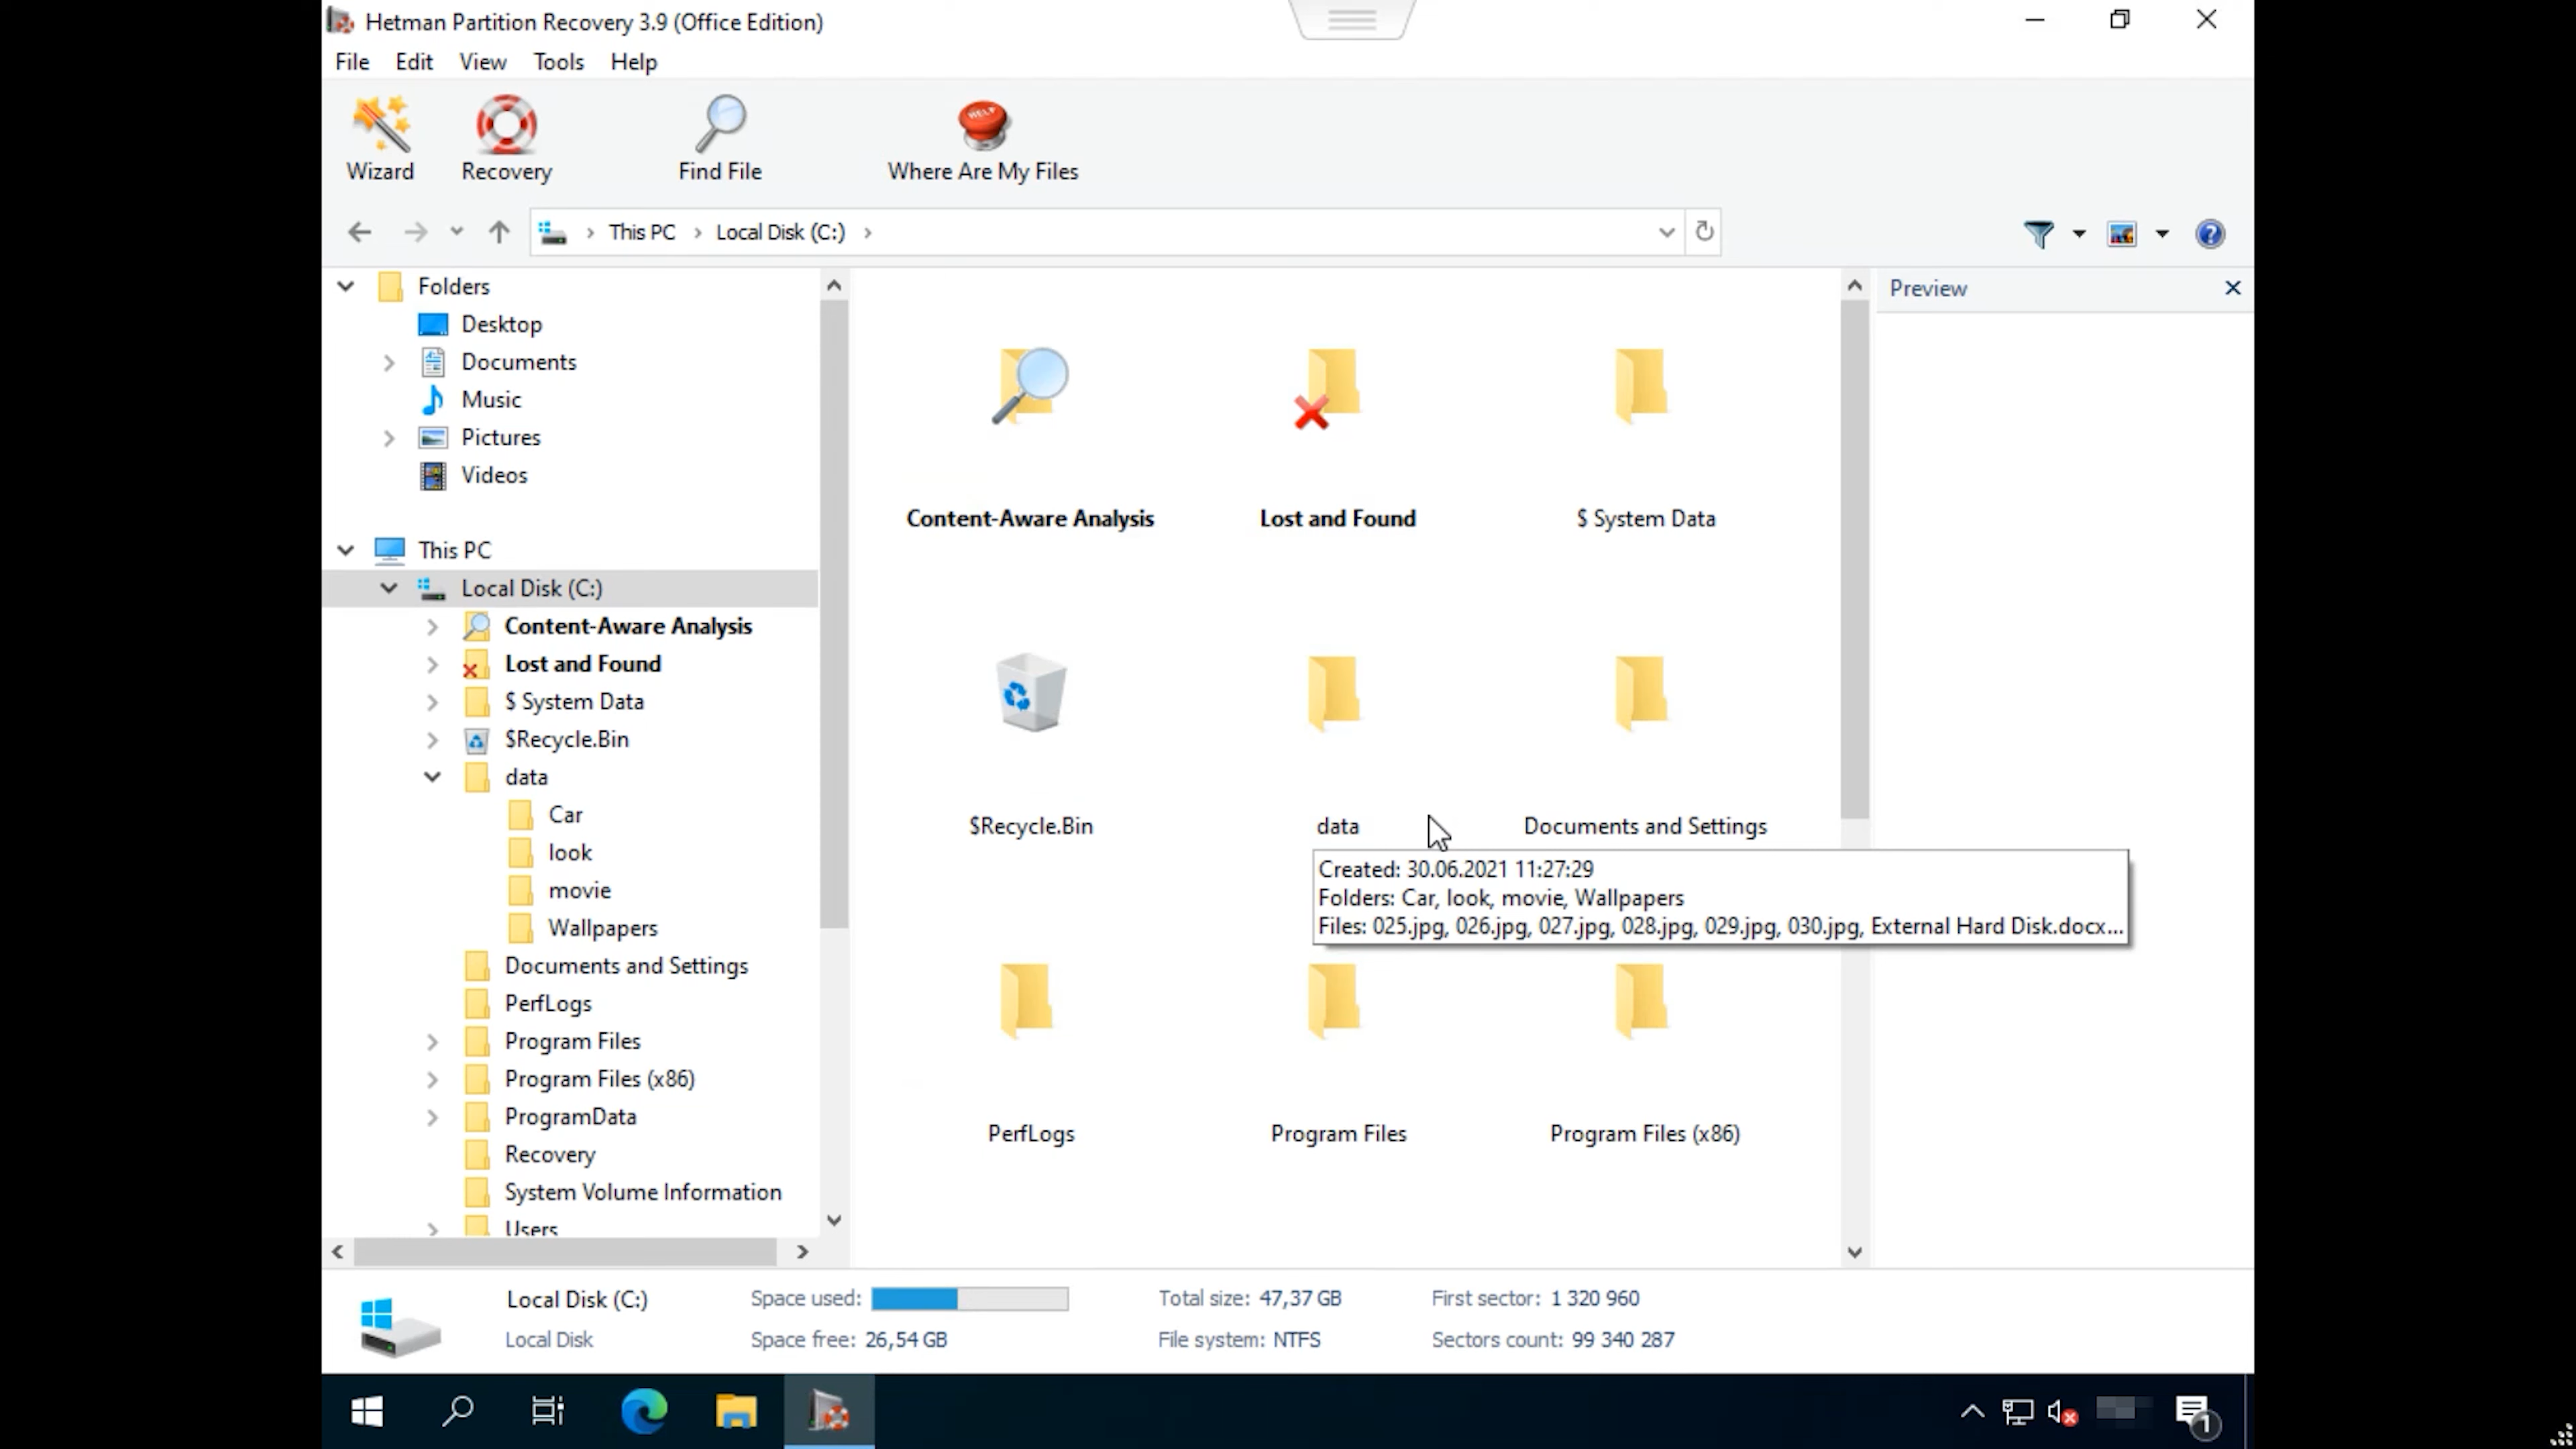 Hetman Partition Recovery 3.9 (Office Edition)
File Edit View Tools Help
HELP
Wizard Recovery Find File Where Are My Files
This PC Local Disk (C:)
Folders
Desktop
Documents
Music
Pictures
Videos
This PC
Local Disk (C:)
Content-Aware Analysis
Lost and Found
$ System Data
$Recycle.Bin
data
Car
look
movie
Wallpapers
Documents and Settings
PerfLogs
Program Files
Program Files (x86)
ProgramData
Recovery
System Volume Information
Users
Content-Aware Analysis Lost and Found $ System Data
$Recycle.Bin data Documents and Settings
Created: 30.06.2021 11:27:29
Folders: Car, look, movie, Wallpapers
Files: 025.jpg, 026.jpg, 027.jpg, 028.jpg, 029.jpg, 030.jpg, External Hard Disk.docx...
PerfLogs Program Files Program Files (x86)
Preview
Local Disk (C:) Space used: Total size: 47,37 GB First sector: 1 320 960
Local Disk Space free: 26,54 GB File system: NTFS Sectors count: 99 340 287
1